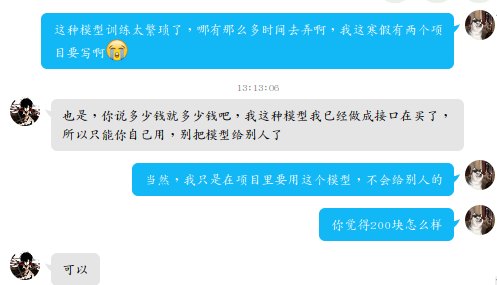 这种模型训练太繁琐了，哪有那么多时间去弄啊，我这寒假有两个项
目要写啊😭
13:13:06
也是，你说多少钱就多少钱吧，我这种模型我已经做成接口在买了，
所以只能你自己用，别把模型给别人了
当然，我只是在项目里要用这个模型，不会给别人的
你觉得200块怎么样
可以